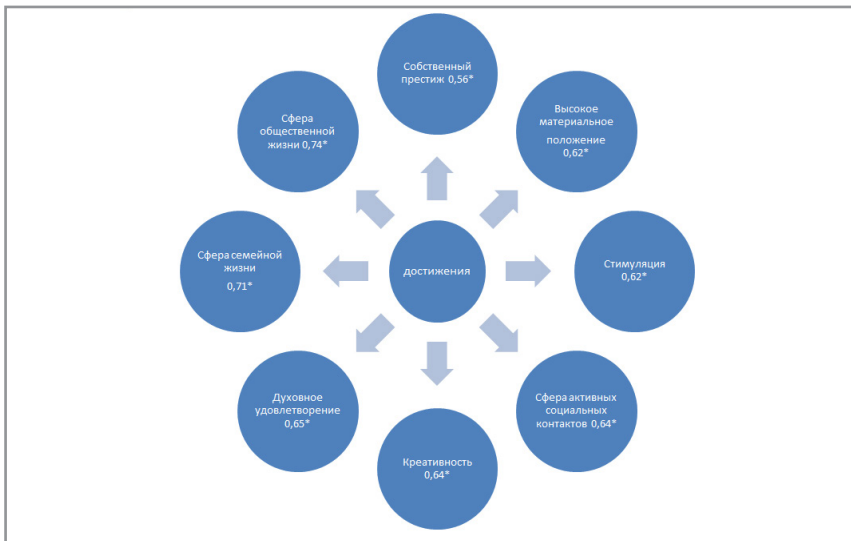 Собственный
престиж 0,56*
Высокое
материальное
положение
0,62*
Стимуляция
0,62*
Сфера активных
социальных
контактов 0,64*
Креативность
0,64*
Духовное
удовлетворение
0,65*
Сфера семейной
жизни
0,71*
Сфера
общественной
жизни 0,74*
достижения